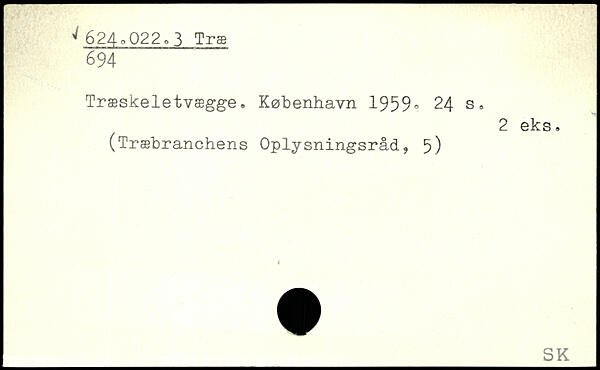 √ 624.022.3 Træ
694
Træskeletvægge. København 1959. 24 s.
2 eks.
(Træbranchens Oplysningsråd, 5)
SK